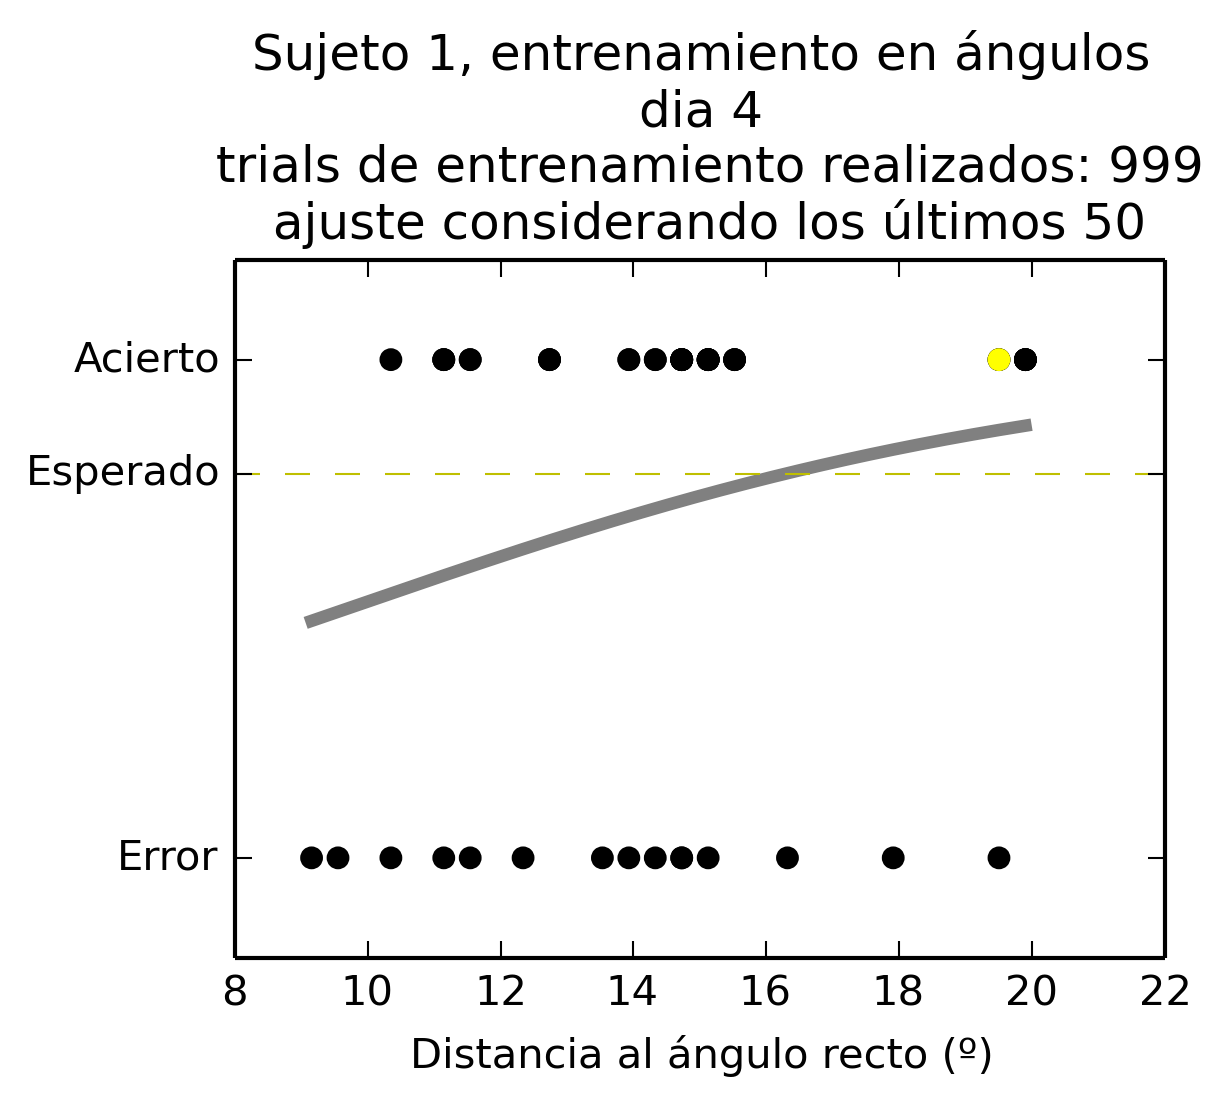 Sujeto 1, entrenamiento en ángulos
dia 4
trials de entrenamiento realizados: 999
ajuste considerando los últimos 50
Acierto
Esperado
Error
8 10 12 14 16 18 20 22
Distancia al ángulo recto (º)